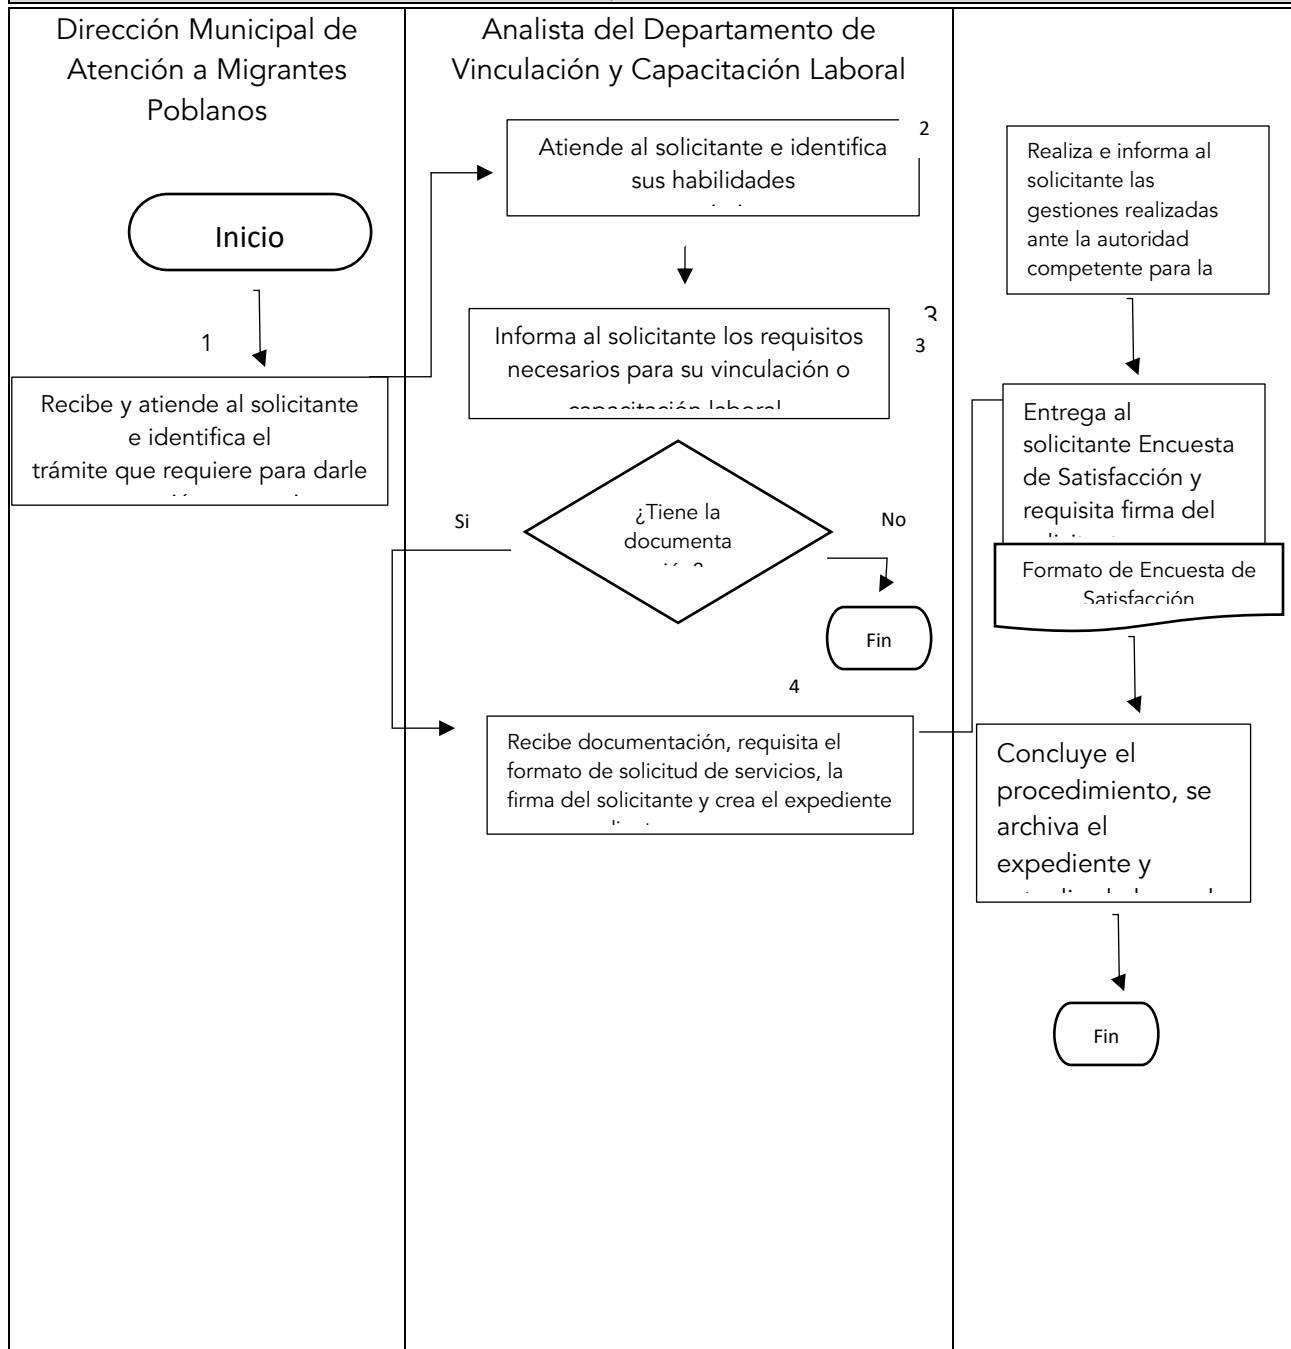 Dirección Municipal de
Atención a Migrantes
Poblanos
Inicio
1
Recibe y atiende al solicitante
e identifica el
trámite que requiere para darle
Analista del Departamento de
Vinculación y Capacitación Laboral
2
Atiende al solicitante e identifica
sus habilidades
3
3
Informa al solicitante los requisitos
necesarios para su vinculación o
capacitación laboral
Si
¿Tiene la
documenta
No
Fin
4
Recibe documentación, requisita el
formato de solicitud de servicios, la
firma del solicitante y crea el expediente
Realiza e informa al
solicitante las
gestiones realizadas
ante la autoridad
competente para la
Entrega al
solicitante Encuesta
de Satisfacción y
requisita firma del
Formato de Encuesta de
Satisfacción
Concluye el
procedimiento, se
archiva el
expediente y
Fin